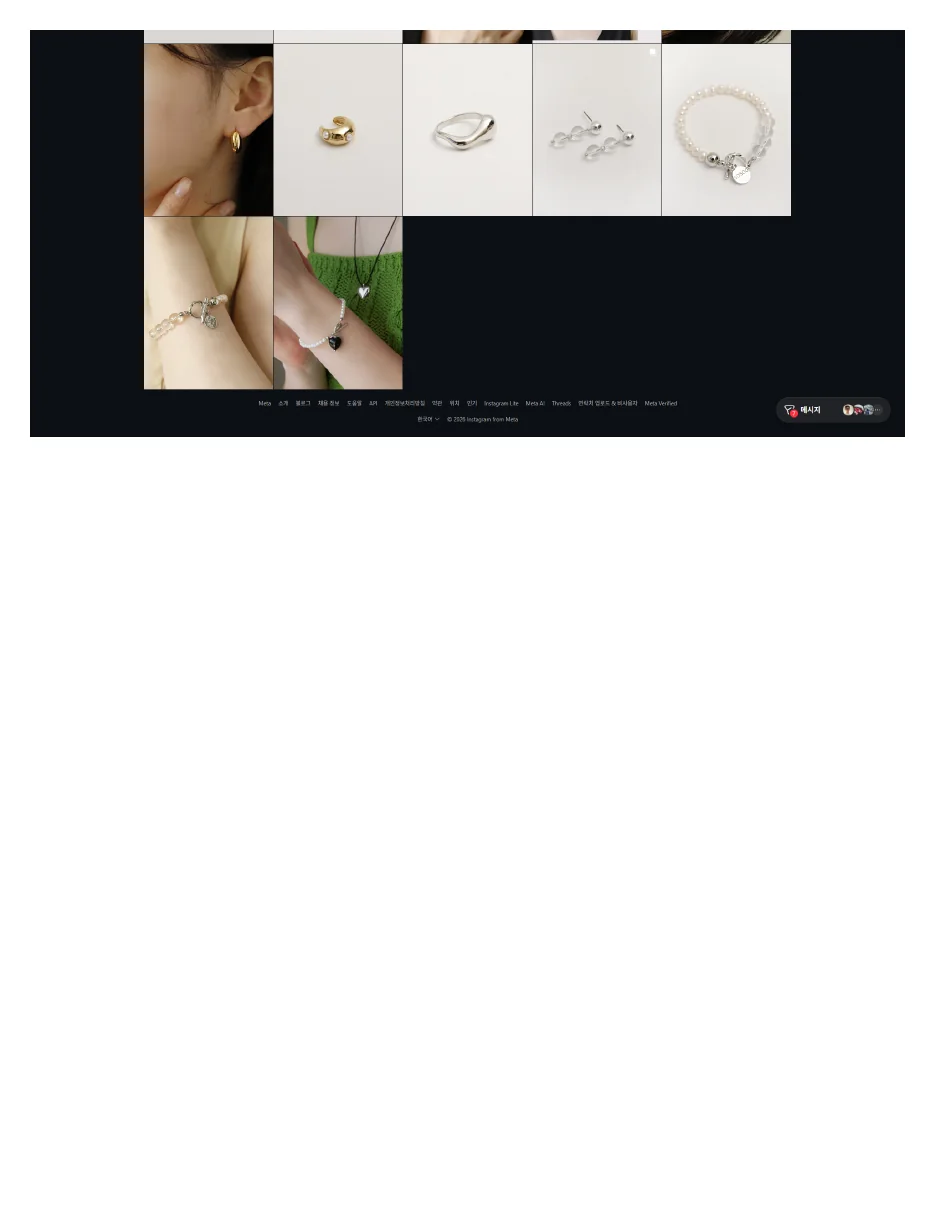 Meta 소개 블로그 채용 정보 도움말 API 개인정보처리방침 약관 위치 인기 Instagram Lite Meta AI Threads 연락처 업로드 & 비사용자 Meta Verified
7 메시지
한국어 © 2026 Instagram from Meta